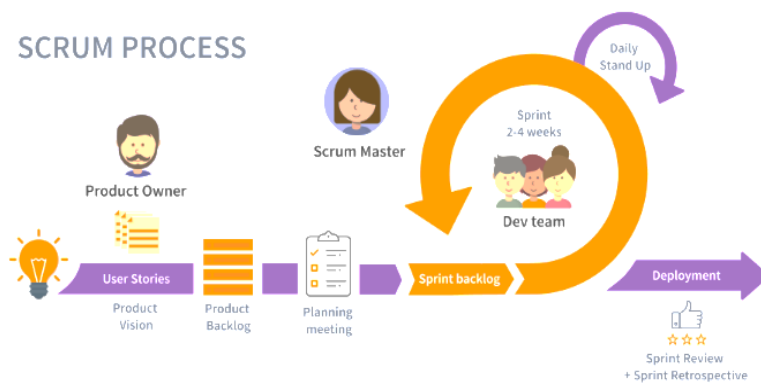 SCRUM PROCESS
Daily
Stand Up
Sprint
2-4 weeks
Scrum Master
Product Owner
Dev team
User Stories
Sprint backlog
Deployment
Product
Vision
Product
Backlog
Planning
meeting
Sprint Review
+ Sprint Retrospective